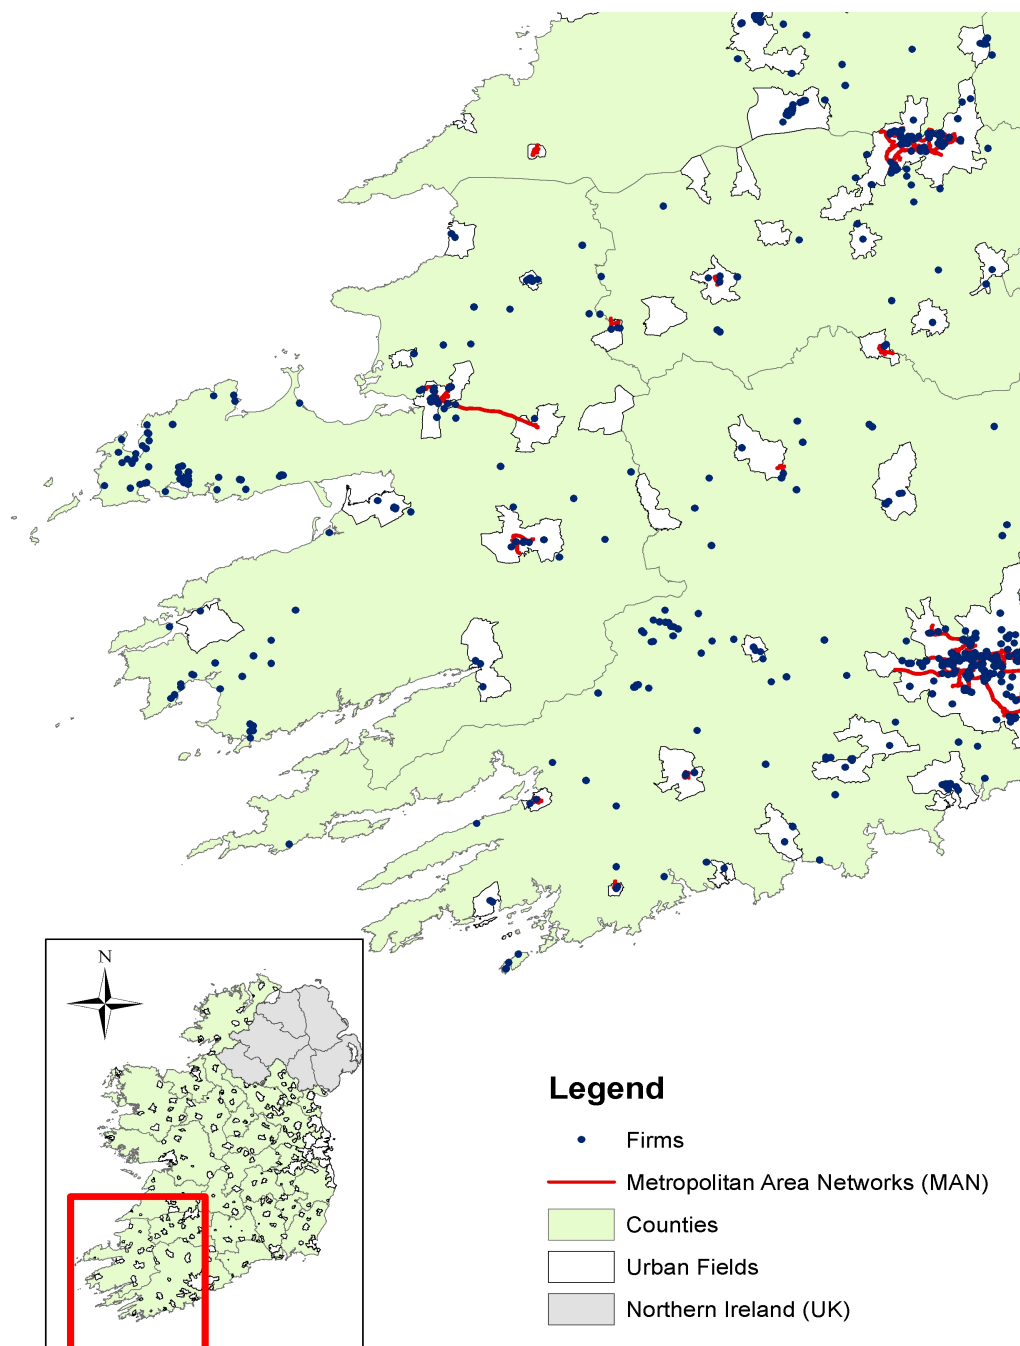 N
Legend
Firms
Metropolitan Area Networks (MAN)
Counties
Urban Fields
Northern Ireland (UK)